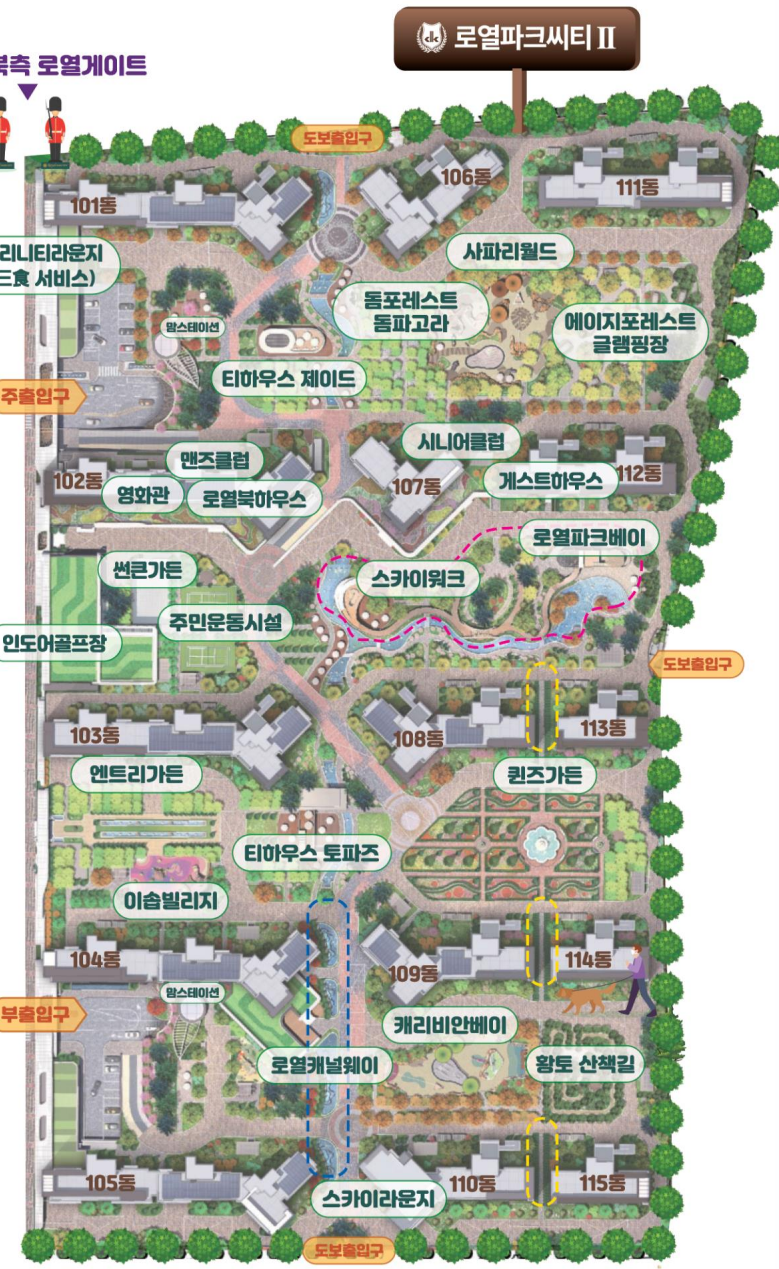 로열파크씨티 II
북측 로열게이트
도보출입구
101동
106동
111동
리니티라운지
(三食 서비스)
사파리월드
돔포레스트
돔파고라
에이지포레스트
글램핑장
맘스테이션
티하우스 제이드
주출입구
맨즈클럽
시니어클럽
102동
영화관
로열북하우스
107동
게스트하우스
112동
로열파크베이
썬큰가든
스카이워크
주민운동시설
인도어골프장
도보출입구
103동
108동
113동
엔트리가든
퀸즈가든
티하우스 토파즈
이솝빌리지
104동
109동
114동
맘스테이션
부출입구
캐리비안베이
로열캐널웨이
황토 산책길
105동
110동
115동
스카이라운지
도보출입구